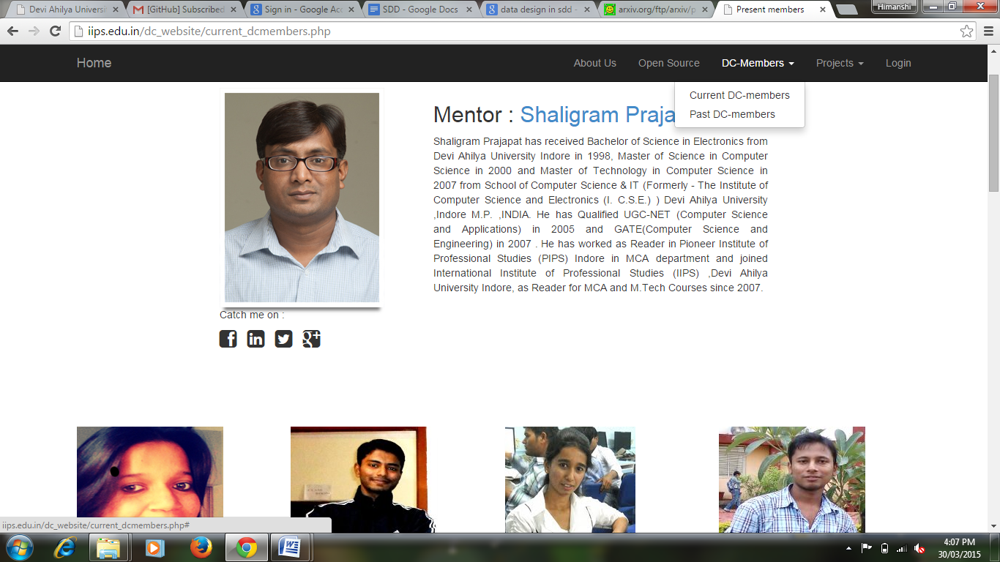 Devi Ahilya Universi
[GitHub] Subscribed
Sign in - Google Acc
SDD - Google Docs
data design in sdd -
arxiv.org/ftp/arxiv/p
Present members
Himanshi
iips.edu.in/dc_website/current_dcmembers.php
Home
About Us
Open Source
DC-Members
Projects
Login
Current DC-members
Past DC-members
Mentor : Shaligram Praja
Shaligram Prajapat has received Bachelor of Science in Electronics from
Devi Ahilya University Indore in 1998, Master of Science in Computer
Science in 2000 and Master of Technology in Computer Science in
2007 from School of Computer Science & IT (Formerly - The Institute of
Computer Science and Electronics (I. C.S.E.) ) Devi Ahilya University
,Indore M.P. ,INDIA. He has Qualified UGC-NET (Computer Science
and Applications) in 2005 and GATE(Computer Science and
Engineering) in 2007 . He has worked as Reader in Pioneer Institute of
Professional Studies (PIPS) Indore in MCA department and joined
International Institute of Professional Studies (IIPS) ,Devi Ahilya
University Indore, as Reader for MCA and M.Tech Courses since 2007.
Catch me on :
iips.edu.in/dc_website/current_dcmembers.php#
4:07 PM
30/03/2015